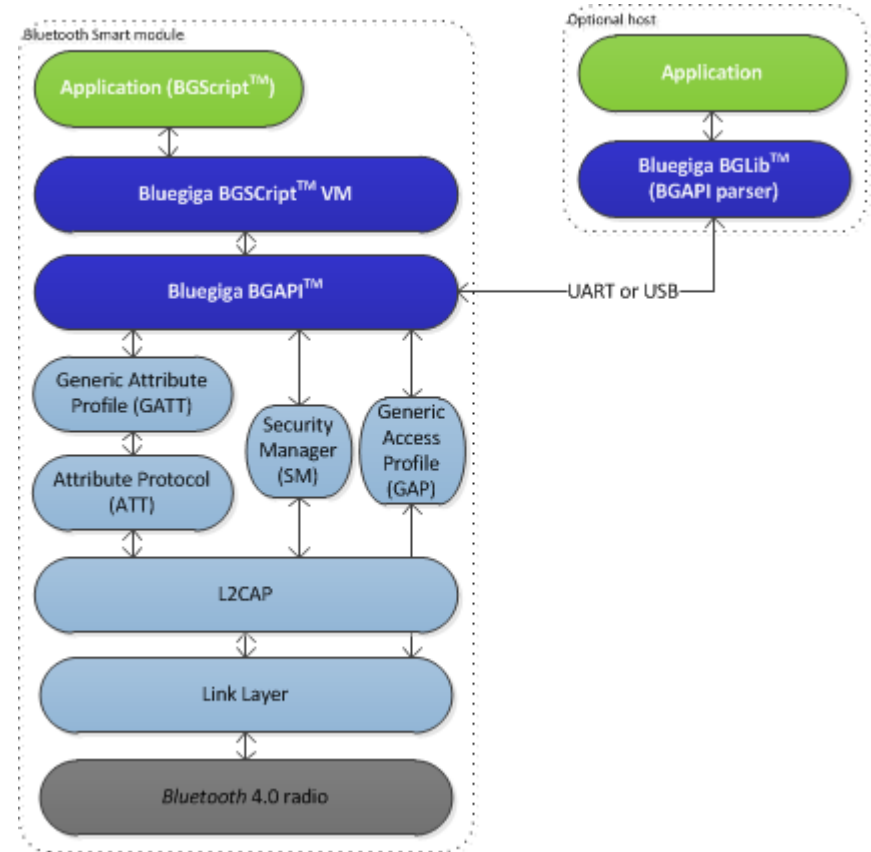 Bluetooth Smart module
Application (BGScript™)
Bluegiga BGSCript™ VM
Bluegiga BGAPI™
Generic Attribute
Profile (GATT)
Attribute Protocol
(ATT)
Security
Manager
(SM)
Generic
Access
Profile
(GAP)
L2CAP
Link Layer
Bluetooth 4.0 radio
Optional host
Application
Bluegiga BGLib™
(BGAPI parser)
UART or USB